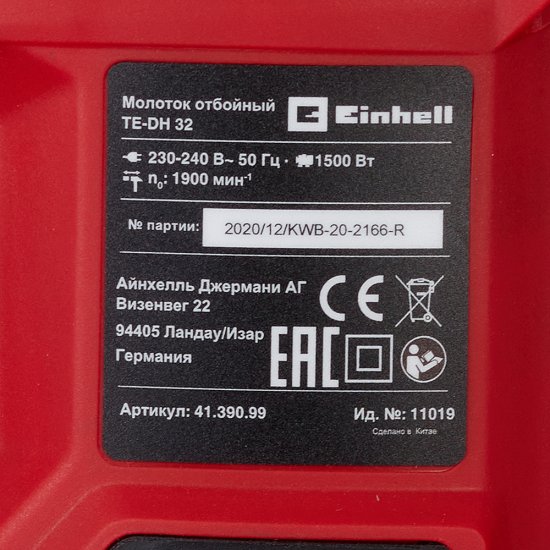 Молоток отбойный
TE-DH 32
Einhell
230-240 В~ 50 Гц · 1500 Вт
n₀: 1900 мин⁻¹
№ партии: 2020/12/KWB-20-2166-R
Айнхелль Джермани АГ
Визенвег 22
94405 Ландау/Изар
Германия
CE
EAC
Артикул: 41.390.99 Ид. №: 11019
Сделано в Китае